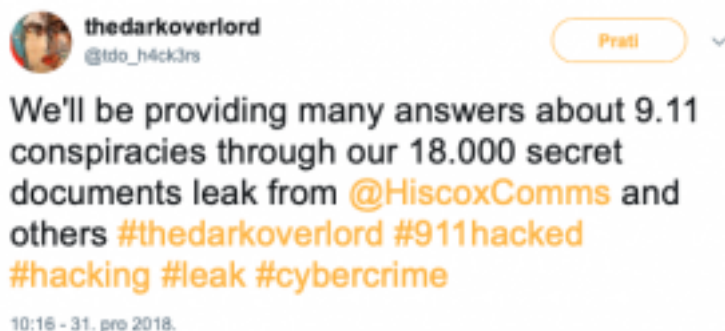 thedarkoverlord
@tdo_h4ck3rs
Prati
We'll be providing many answers about 9.11
conspiracies through our 18.000 secret
documents leak from @HiscoxComms and
others #thedarkoverlord #911hacked
#hacking #leak #cybercrime
10:16 - 31. pro 2018.